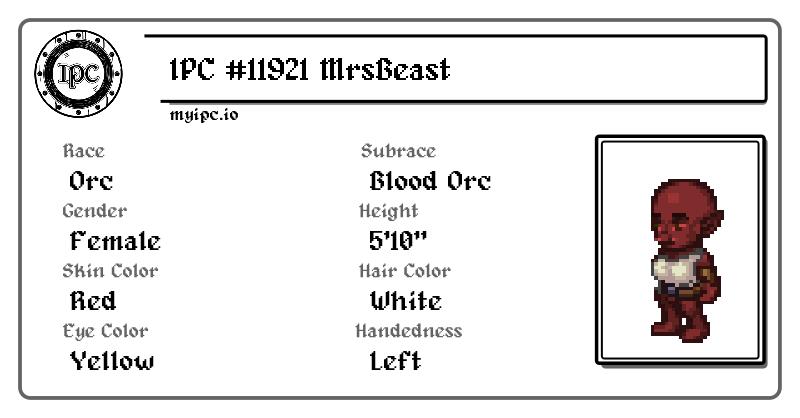 IPC
IPC #11921 MrsBeast
myipc.io
Race
Orc
Subrace
Blood Orc
Gender
Female
Height
5'10"
Skin Color
Red
Hair Color
White
Eye Color
Yellow
Handedness
Left